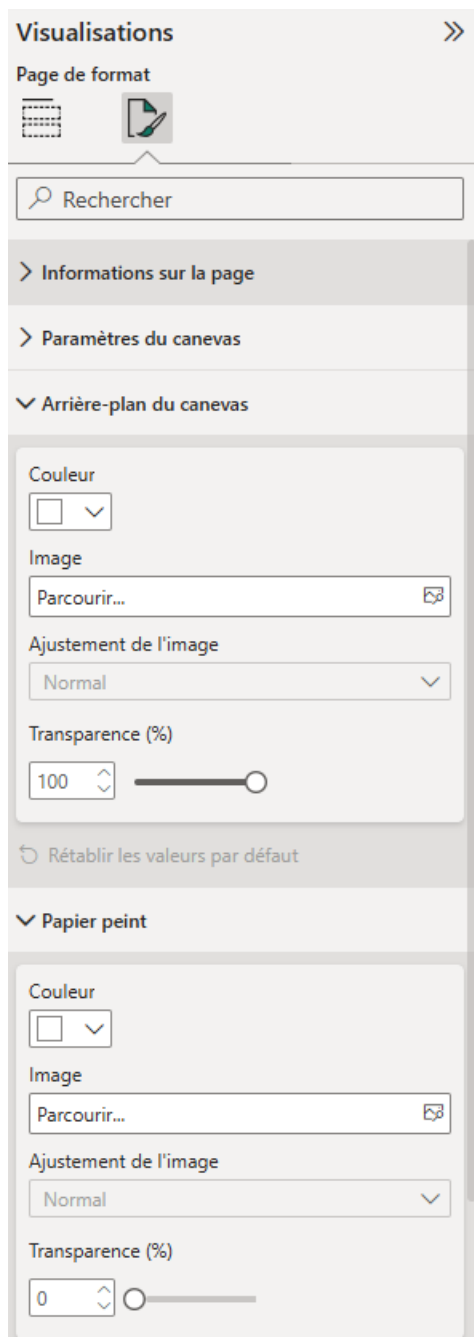 Visualisations
Page de format
Rechercher
Informations sur la page
Paramètres du canevas
Arrière-plan du canevas
Couleur
Image
Parcourir...
Ajustement de l'image
Normal
Transparence (%)
100
Rétablir les valeurs par défaut
Papier peint
Couleur
Image
Parcourir...
Ajustement de l'image
Normal
Transparence (%)
0